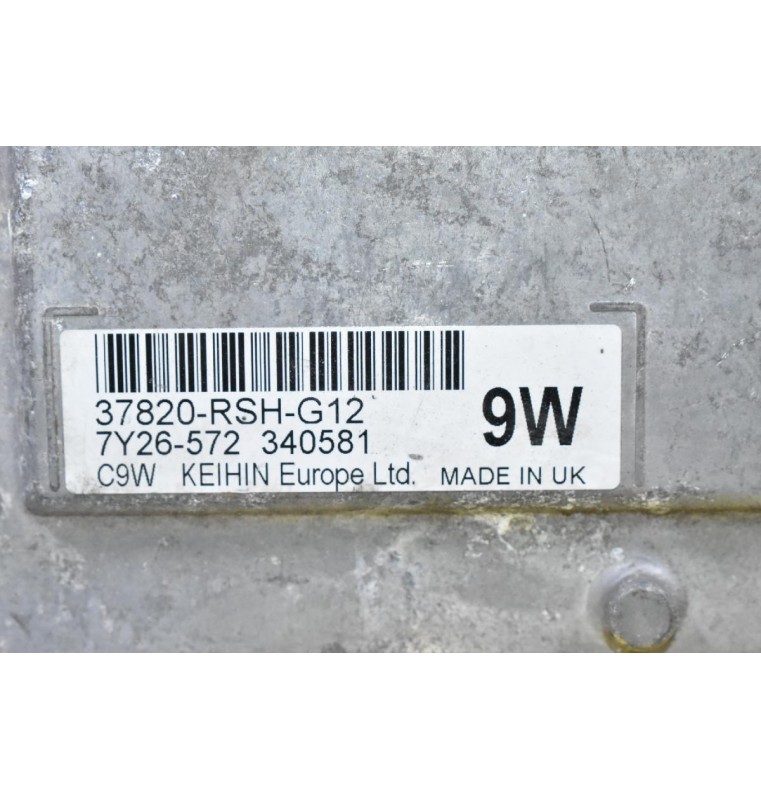 37820-RSH-G12
7Y26-572 340581
9W
C9W KEIHIN Europe Ltd. MADE IN UK